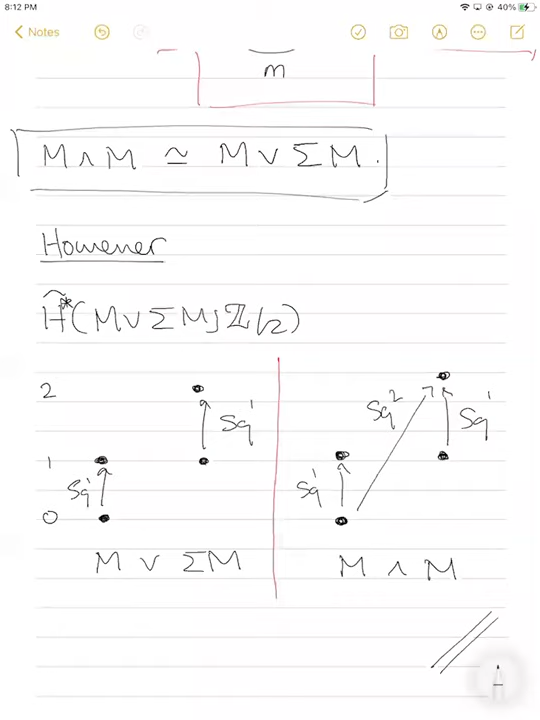 8:12 PM 40%
Notes
m
M ∧ M ≃ M ∨ ΣM.
However
H̃*(M ∨ ΣM; ℤ/2)
2 Sq¹ Sq² Sq¹
1 Sq¹ Sq¹
0
M ∨ ΣM M ∧ M
A